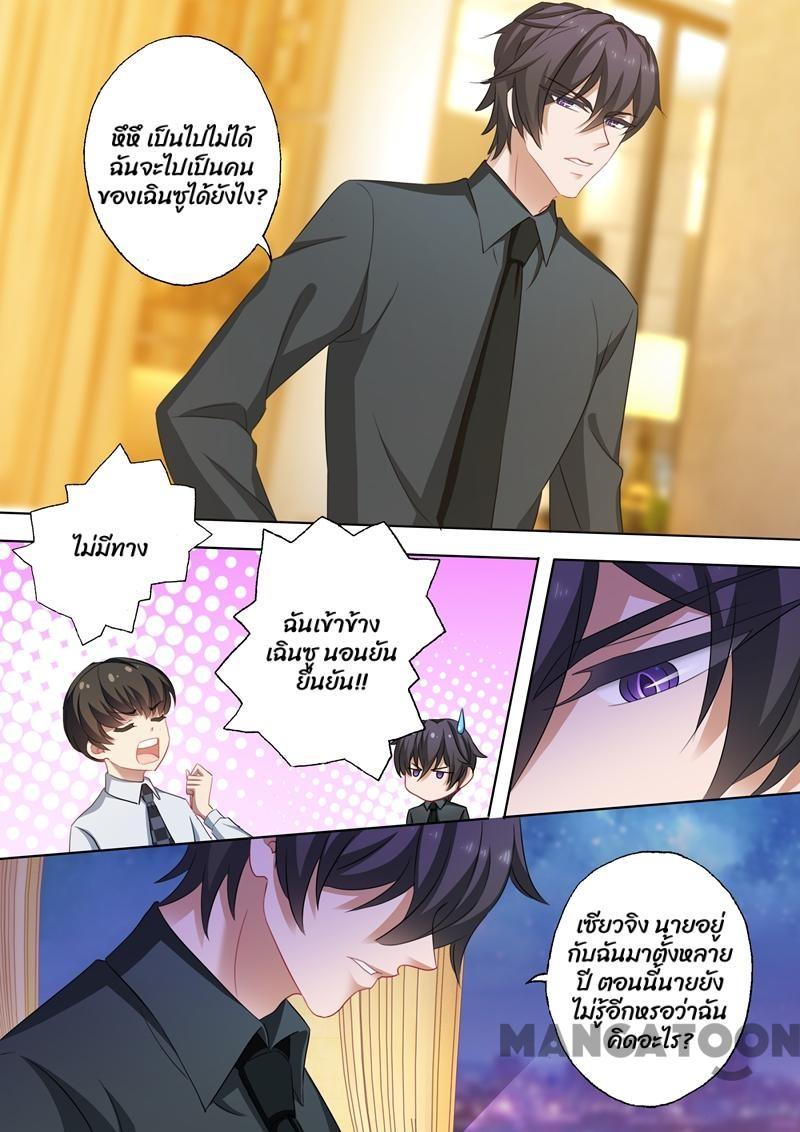 หึหึ เป็นไปไม่ได้
ฉันจะไปเป็นคน
ของเฉินซูได้ยังไง?
ไม่มีทาง
ฉันเข้าข้าง
เฉินซู นอนยัน
ยืนยัน!!
เซียวจิง นายอยู่
กับฉันมาตั้งหลาย
ปี ตอนนี้นายยัง
ไม่รู้อีกหรอว่าฉัน
คิดอะไร?
MANGATOON